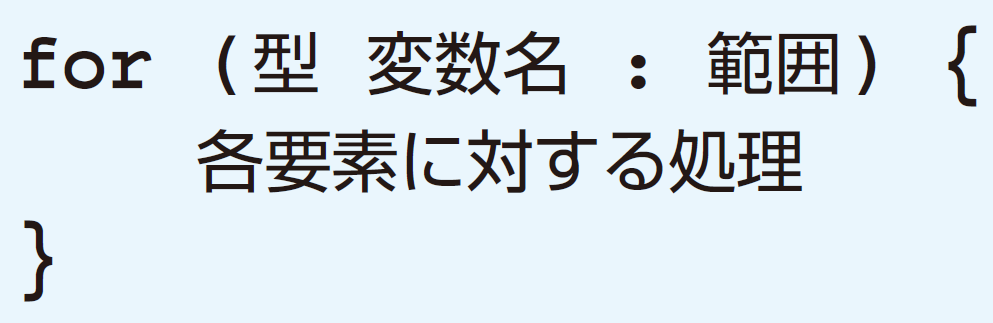 for (型 変数名 : 範囲) {
各要素に対する処理
}